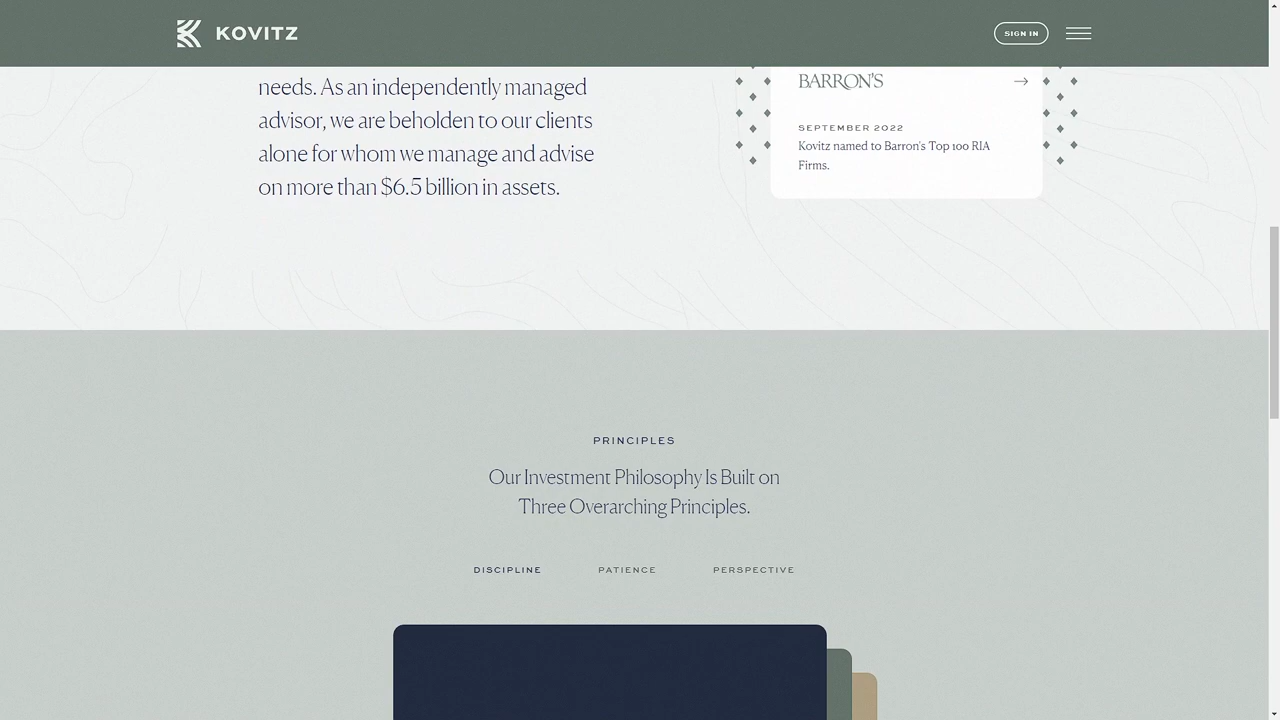 KOVITZ
SIGN IN
needs. As an independently managed
advisor, we are beholden to our clients
alone for whom we manage and advise
on more than $6.5 billion in assets.
BARRON'S
SEPTEMBER 2022
Kovitz named to Barron's Top 100 RIA
Firms.
PRINCIPLES
Our Investment Philosophy Is Built on
Three Overarching Principles.
DISCIPLINE
PATIENCE
PERSPECTIVE